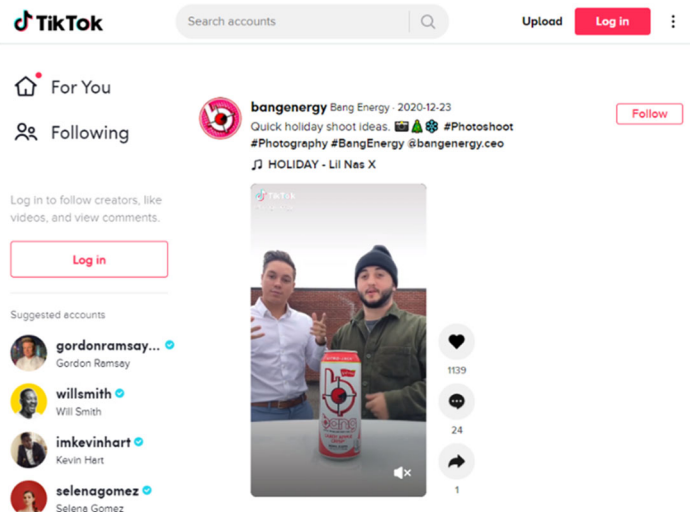 TikTok
Search accounts
Upload
Log in
For You
Following
Log in to follow creators, like
videos, and view comments.
Log in
Suggested accounts
gordonramsay...
Gordon Ramsay
willsmith
Will Smith
imkevinhart
Kevin Hart
selenagomez
Selena Gomez
bangenergy Bang Energy · 2020-12-23
Follow
Quick holiday shoot ideas. 📸🎄❄️ #Photoshoot
#Photography #BangEnergy @bangenergy.ceo
♫ HOLIDAY - Lil Nas X
TikTok
bang
1139
24
1